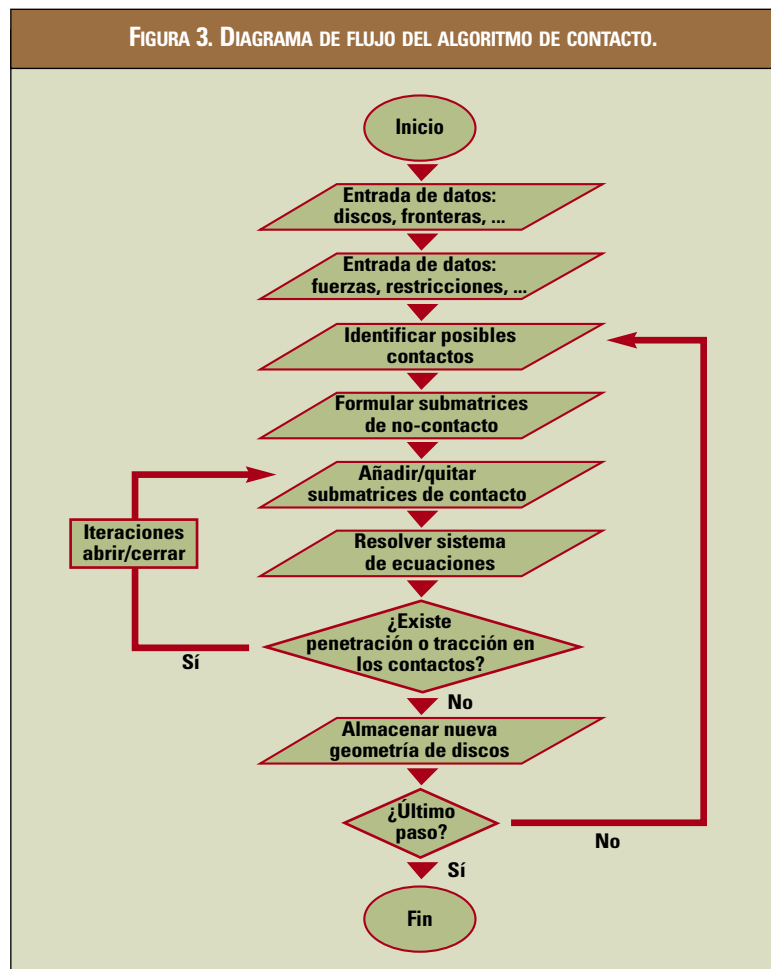 FIGURA 3. DIAGRAMA DE FLUJO DEL ALGORITMO DE CONTACTO.
Inicio
Entrada de datos:
discos, fronteras, ...
Entrada de datos:
fuerzas, restricciones, ...
Identificar posibles
contactos
Formular submatrices
de no-contacto
Añadir/quitar
submatrices de contacto
Iteraciones
abrir/cerrar
Resolver sistema
de ecuaciones
¿Existe
penetración o tracción en
los contactos?
Sí
No
Almacenar nueva
geometría de discos
¿Último
paso?
No
Sí
Fin